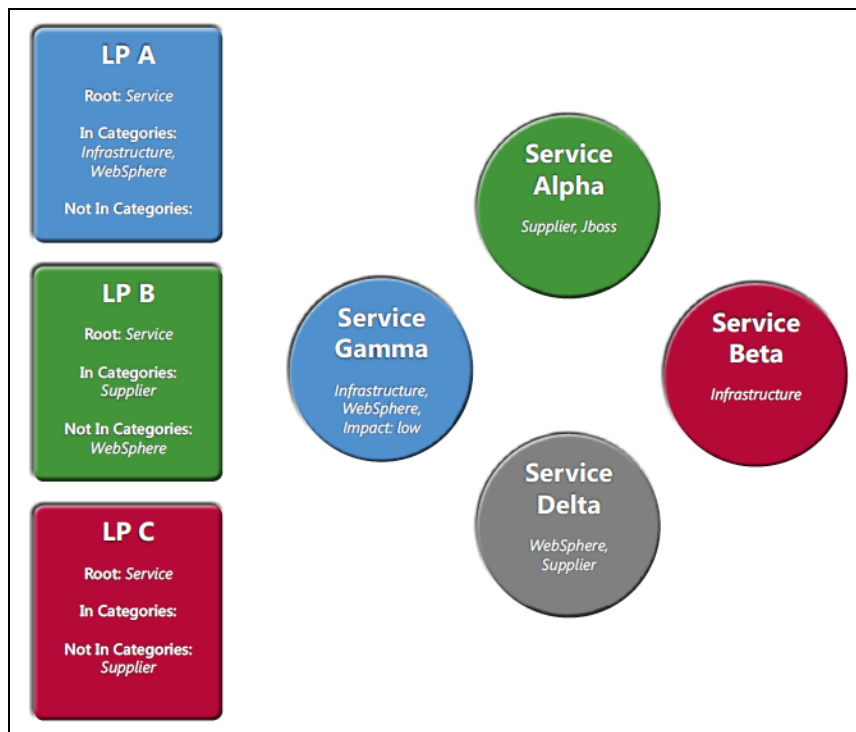 LP A
Root: Service
In Categories:
Infrastructure,
WebSphere
Not In Categories:
LP B
Root: Service
In Categories:
Supplier
Not In Categories:
WebSphere
LP C
Root: Service
In Categories:
Not In Categories:
Supplier
Service
Alpha
Supplier, Jboss
Service
Gamma
Infrastructure,
WebSphere,
Impact: low
Service
Beta
Infrastructure
Service
Delta
WebSphere,
Supplier